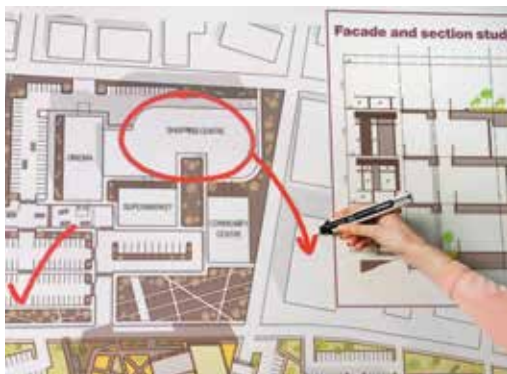 Facade and section stud
SHOPPING CENTRE
CINEMA
SUPERMARKET
COMMUNITY
CENTRE